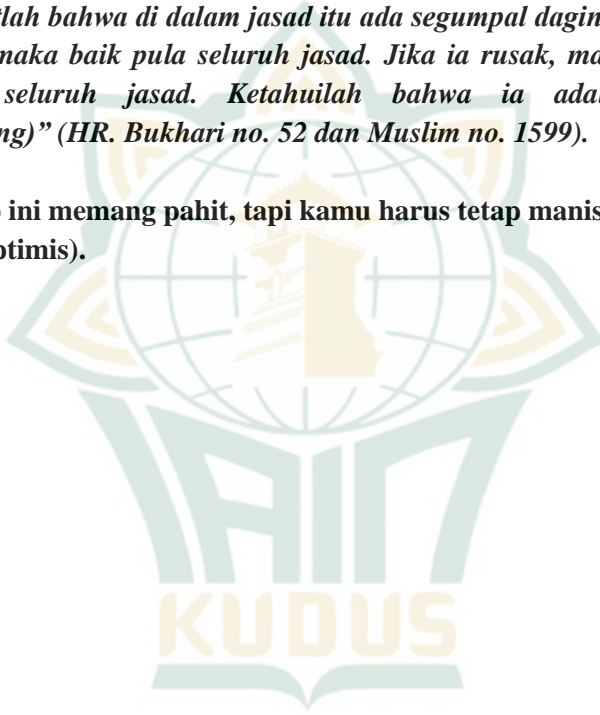 tlah bahwa di dalam jasad itu ada segumpal dagin
maka baik pula seluruh jasad. Jika ia rusak, ma
seluruh jasad. Ketahuilah bahwa ia ada
ng)” (HR. Bukhari no. 52 dan Muslim no. 1599).
ini memang pahit, tapi kamu harus tetap manis
ptimis).
IAIN
KUDUS